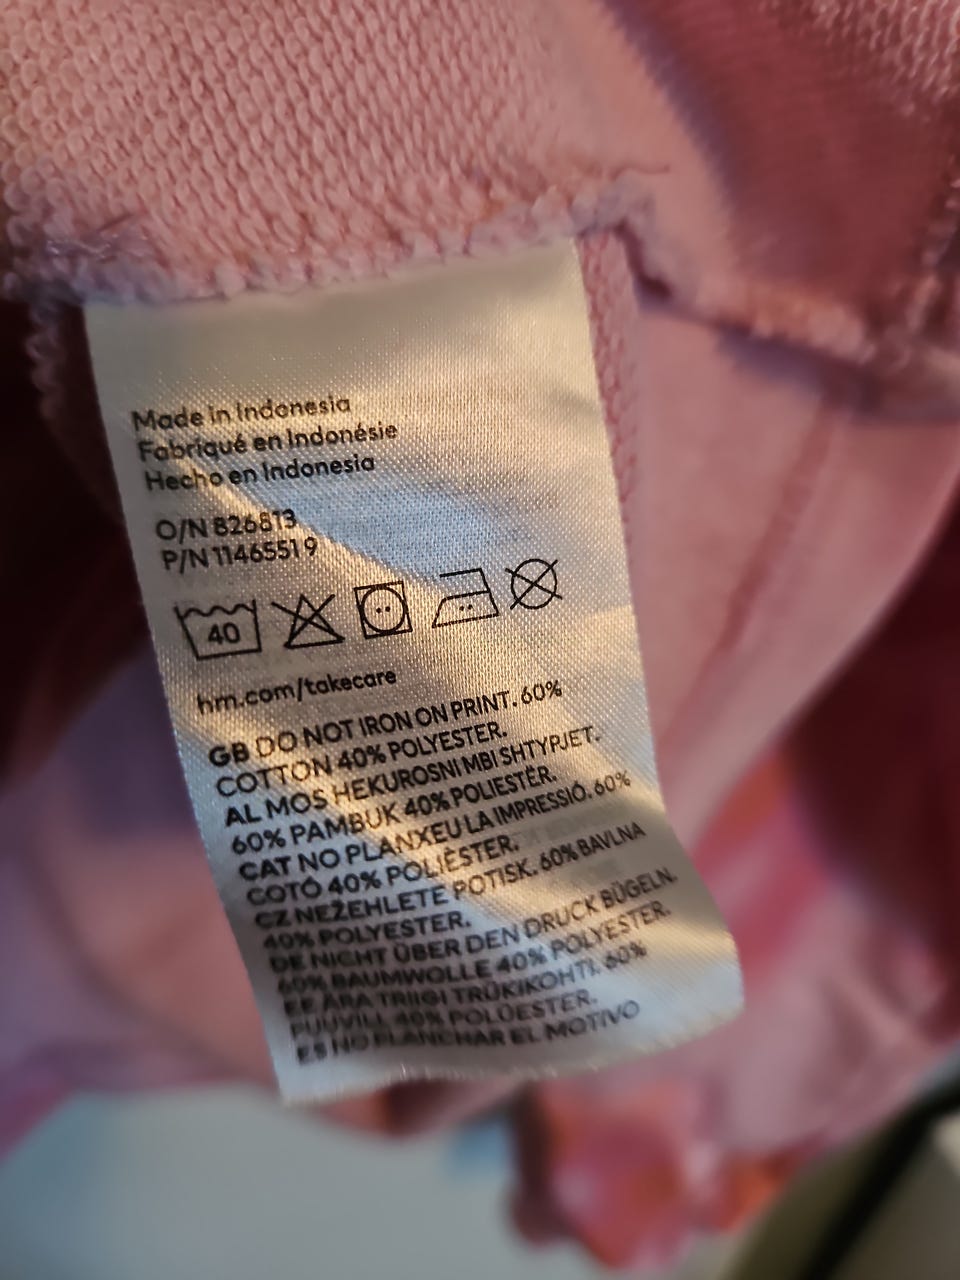 Made in Indonesia
Fabriqué en Indonésie
Hecho en Indonesia
O/N 826813
P/N 11465519
40
hm.com/takecare
GB DO NOT IRON ON PRINT. 60%
COTTON 40% POLYESTER.
AL MOS HEKUROSNI MBI SHTYPJET.
60% PAMBUK 40% POLIESTËR.
CAT NO PLANXEU LA IMPRESSIÓ. 60%
COTÓ 40% POLIÈSTER.
CZ NEŽEHLETE POTISK. 60% BAVLNA
40% POLYESTER.
DE NICHT ÜBER DEN DRUCK BÜGELN.
60% BAUMWOLLE 40% POLYESTER.
EE ÄRA TRIIGI TRÜKIKOHTI. 60%
PUUVILL 40% POLÜESTER.
ES NO PLANCHAR EL MOTIVO